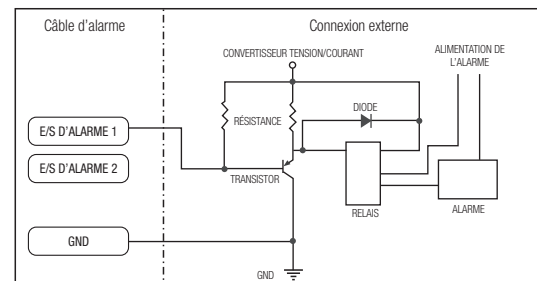 Câble d'alarme
Connexion externe
CONVERTISSEUR TENSION/COURANT
ALIMENTATION DE
L'ALARME
DIODE
RÉSISTANCE
E/S D'ALARME 1
E/S D'ALARME 2
TRANSISTOR
RELAIS
ALARME
GND
GND